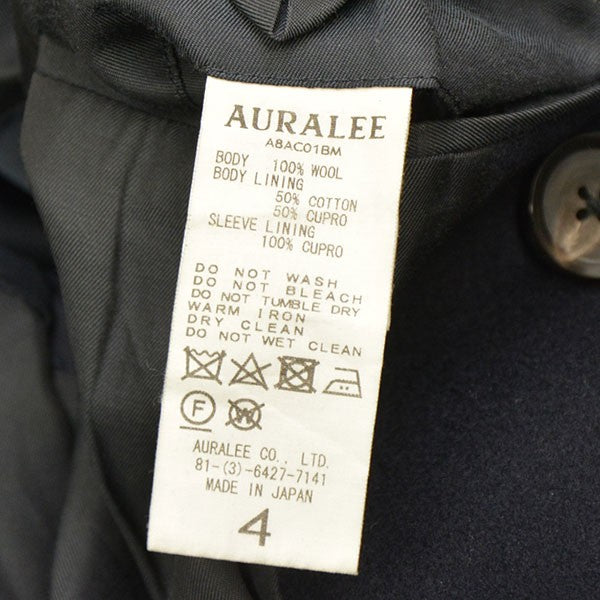 AURALEE
A8AC01BM
BODY 100% WOOL
BODY LINING
50% COTTON
50% CUPRO
SLEEVE LINING
100% CUPRO
DO NOT WASH
DO NOT BLEACH
DO NOT TUMBLE DRY
WARM IRON
DRY CLEAN
DO NOT WET CLEAN
F W
AURALEE CO., LTD.
81-(3)-6427-7141
MADE IN JAPAN
4